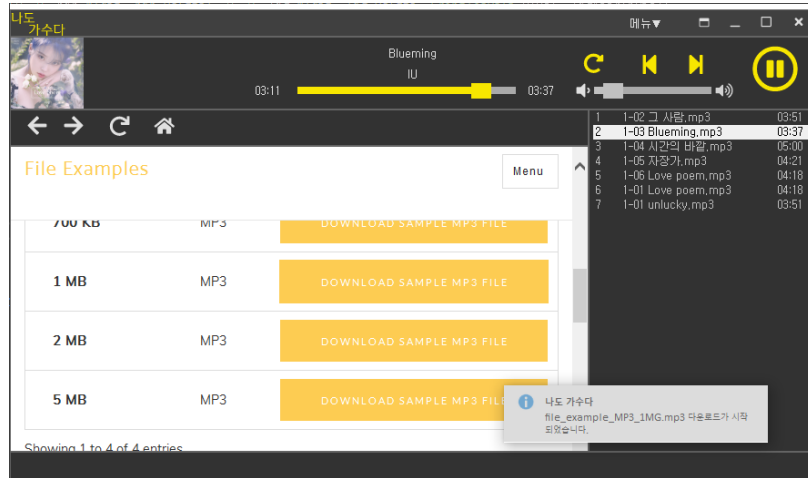 나도
가수다
메뉴▼
Blueming
IU
03:11
03:37
File Examples
Menu
700 KB MP3 DOWNLOAD SAMPLE MP3 FILE
1 MB MP3 DOWNLOAD SAMPLE MP3 FILE
2 MB MP3 DOWNLOAD SAMPLE MP3 FILE
5 MB MP3 DOWNLOAD SAMPLE MP3 FILE
Showing 1 to 4 of 4 entries
1 1-02 그 사람.mp3 03:51
2 1-03 Blueming.mp3 03:37
3 1-04 시간의 바깥.mp3 05:00
4 1-05 자장가.mp3 04:21
5 1-06 Love poem.mp3 04:18
6 1-01 Love poem.mp3 04:18
7 1-01 unlucky.mp3 03:51
나도 가수다
file_example_MP3_1MG.mp3 다운로드가 시작
되었습니다.